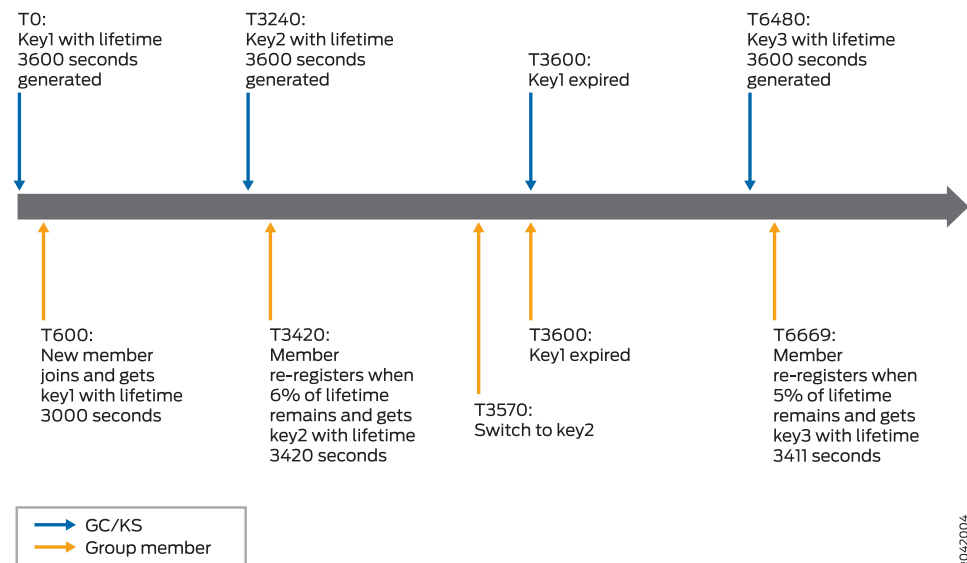 T0:
Key1 with lifetime
3600 seconds
generated
T3240:
Key2 with lifetime
3600 seconds
generated
T3600:
Key1 expired
T6480:
Key3 with lifetime
3600 seconds
generated
T600:
New member
joins and gets
key1 with lifetime
3000 seconds
T3420:
Member
re-registers when
6% of lifetime
remains and gets
key2 with lifetime
3420 seconds
T3570:
Switch to key2
T3600:
Key1 expired
T6669:
Member
re-registers when
5% of lifetime
remains and gets
key3 with lifetime
3411 seconds
GC/KS
Group member